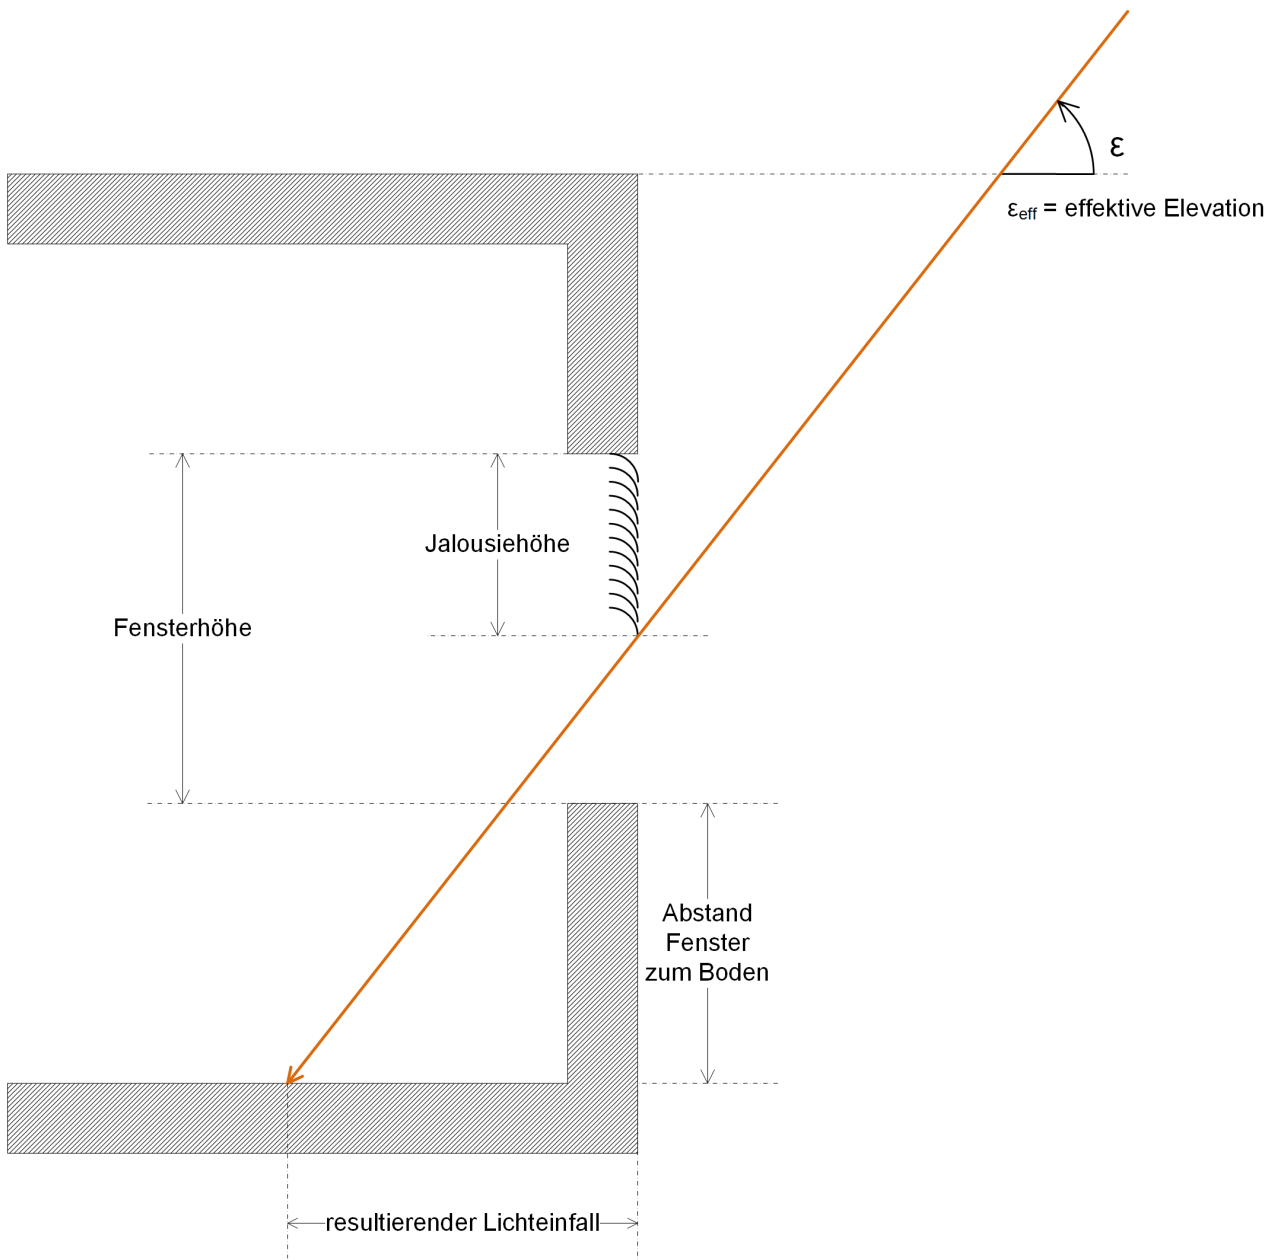 ε
εeff = effektive Elevation
Jalousiehöhe
Fensterhöhe
Abstand
Fenster
zum Boden
resultierender Lichteinfall